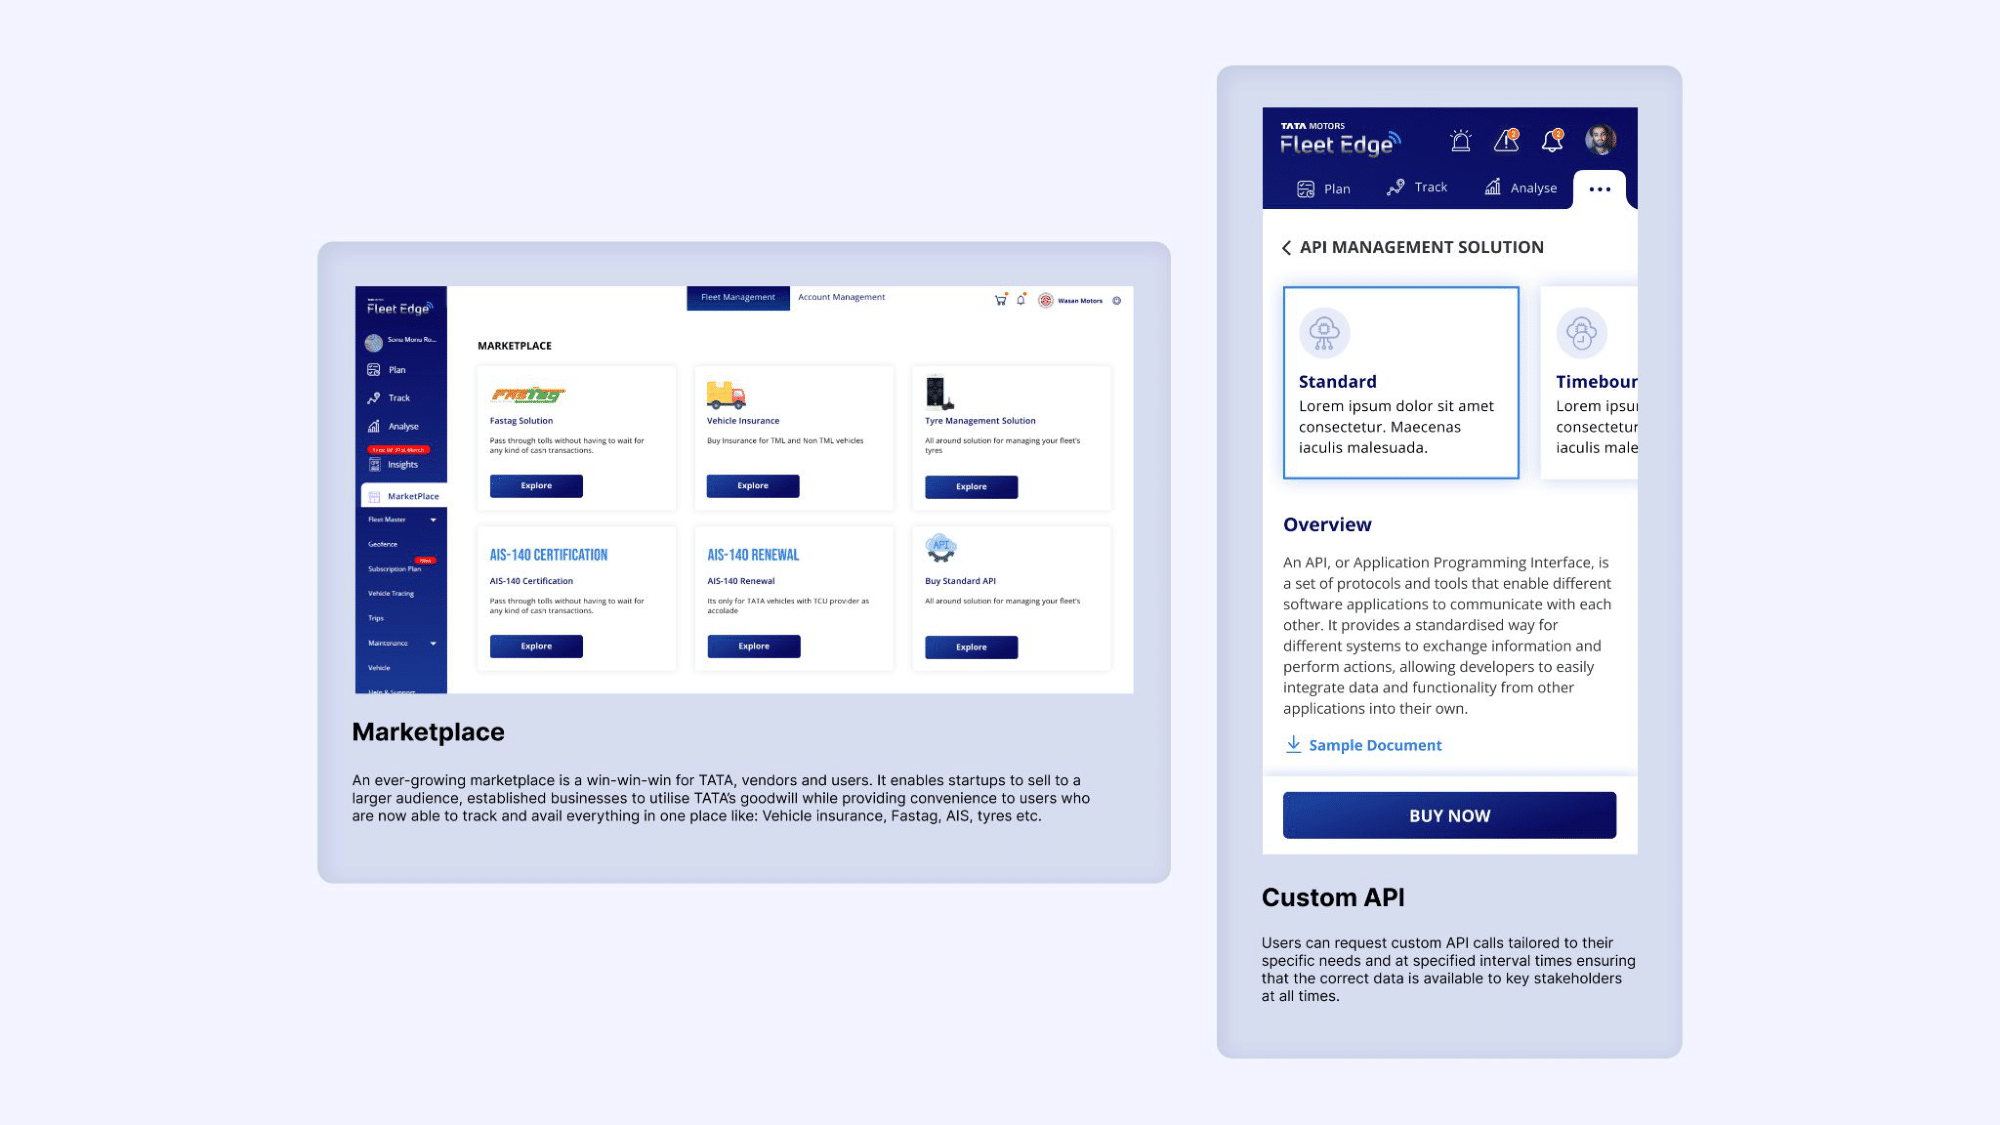 Fleet Edge
Sonu Monu Ro...
Plan
Track
Analyse
Insights
MarketPlace
Fleet Master
Geofence
Subscription Plan
Vehicle Tracing
Trips
Maintenance
Vehicle
Help & Support
Fleet Management
Account Management
Wasan Motors
MARKETPLACE
FASTag
Fastag Solution
Pass through tolls without having to wait for
any kind of cash transactions.
Explore
Vehicle Insurance
Buy Insurance for TML and Non TML vehicles
Explore
Tyre Management Solution
All around solution for managing your fleet's
tyres
Explore
AIS-140 CERTIFICATION
AIS-140 Certification
Pass through tolls without having to wait for
any kind of cash transactions.
Explore
AIS-140 RENEWAL
AIS-140 Renewal
Its only for TATA vehicles with TCU provider as
accolade
Explore
API
Buy Standard API
All around solution for managing your fleet's
Explore
Marketplace
An ever-growing marketplace is a win-win-win for TATA, vendors and users. It enables startups to sell to a
larger audience, established businesses to utilise TATA's goodwill while providing convenience to users who
are now able to track and avail everything in one place like: Vehicle insurance, Fastag, AIS, tyres etc.
TATA MOTORS
Fleet Edge
2
2
Plan
Track
Analyse
API MANAGEMENT SOLUTION
Standard
Lorem ipsum dolor sit amet
consectetur. Maecenas
iaculis malesuada.
Timeboun
Lorem ipsu
consectetur
iaculis male
Overview
An API, or Application Programming Interface, is
a set of protocols and tools that enable different
software applications to communicate with each
other. It provides a standardised way for
different systems to exchange information and
perform actions, allowing developers to easily
integrate data and functionality from other
applications into their own.
Sample Document
BUY NOW
Custom API
Users can request custom API calls tailored to their
specific needs and at specified interval times ensuring
that the correct data is available to key stakeholders
at all times.